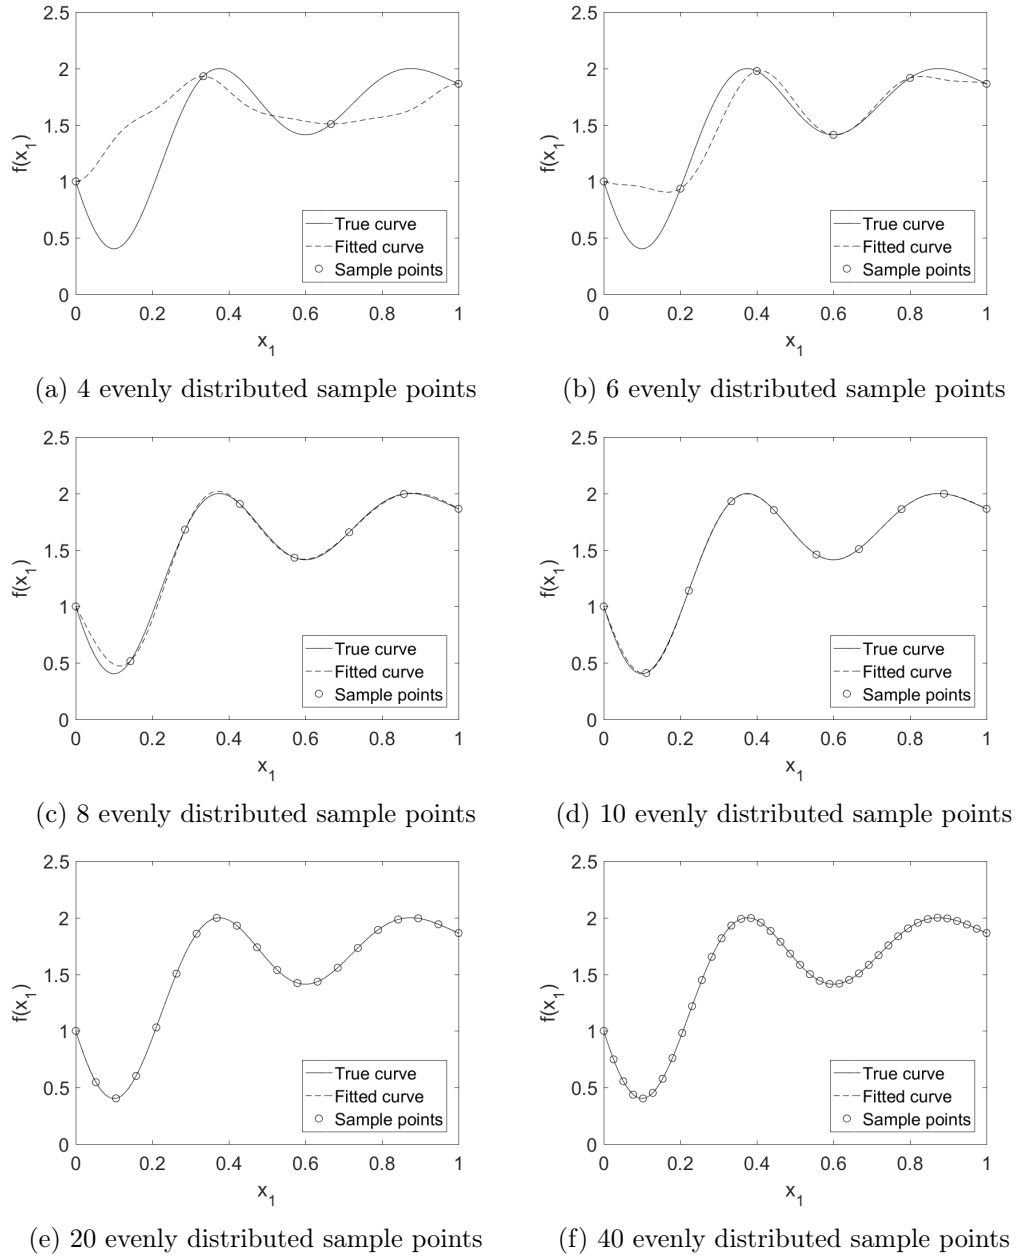 2.5
2
1.5
1
0.5
0
f(x₁)
True curve
Fitted curve
Sample points
0 0.2 0.4 0.6 0.8 1
x₁
(a) 4 evenly distributed sample points
2.5
2
1.5
1
0.5
0
f(x₁)
True curve
Fitted curve
Sample points
0 0.2 0.4 0.6 0.8 1
x₁
(b) 6 evenly distributed sample points
2.5
2
1.5
1
0.5
0
f(x₁)
True curve
Fitted curve
Sample points
0 0.2 0.4 0.6 0.8 1
x₁
(c) 8 evenly distributed sample points
2.5
2
1.5
1
0.5
0
f(x₁)
True curve
Fitted curve
Sample points
0 0.2 0.4 0.6 0.8 1
x₁
(d) 10 evenly distributed sample points
2.5
2
1.5
1
0.5
0
f(x₁)
True curve
Fitted curve
Sample points
0 0.2 0.4 0.6 0.8 1
x₁
(e) 20 evenly distributed sample points
2.5
2
1.5
1
0.5
0
f(x₁)
True curve
Fitted curve
Sample points
0 0.2 0.4 0.6 0.8 1
x₁
(f) 40 evenly distributed sample points